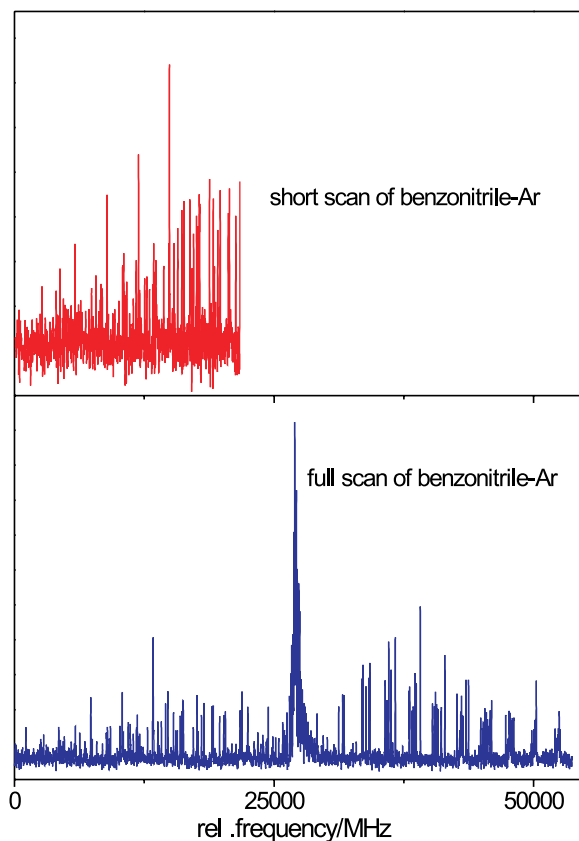 short scan of benzonitrile-Ar
full scan of benzonitrile-Ar
0 25000 50000
rel .frequency/MHz